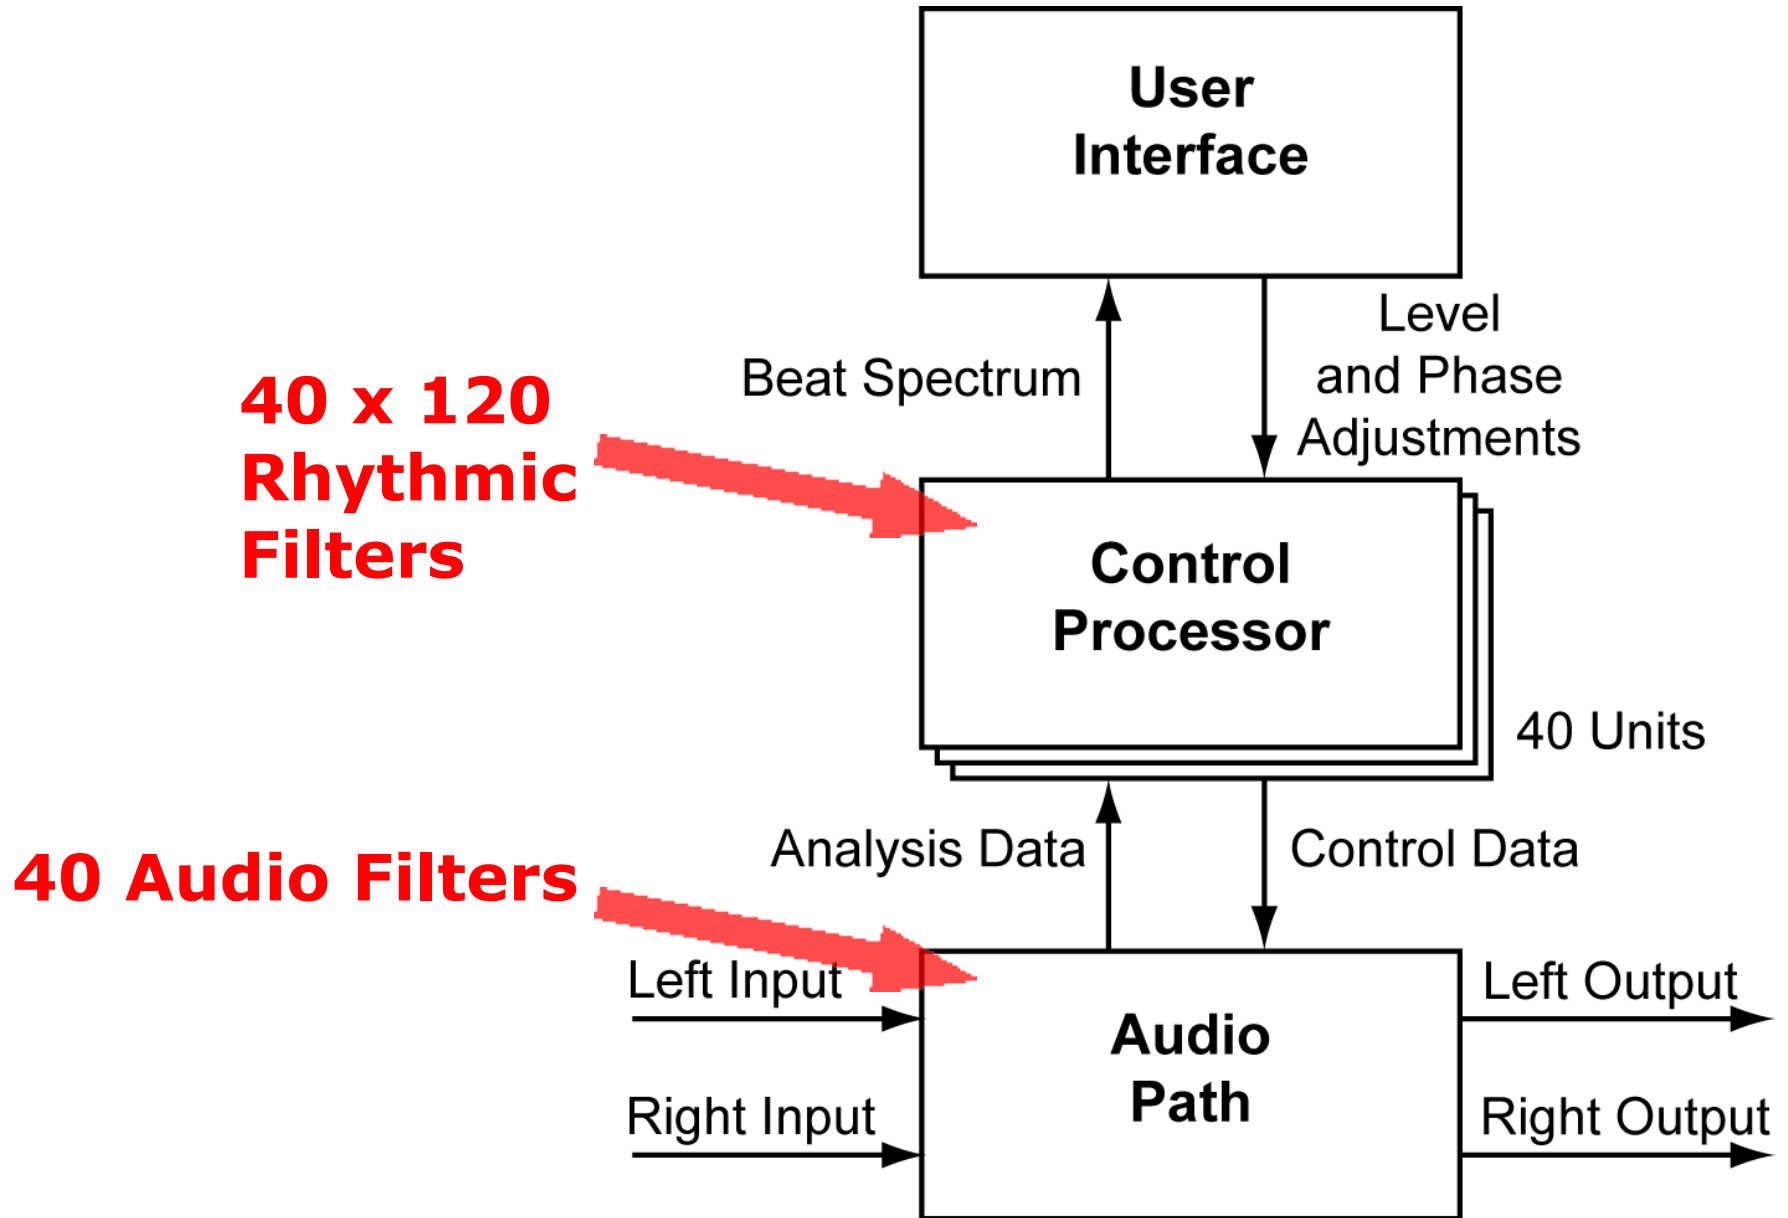 User
Interface
Beat Spectrum
Level
and Phase
Adjustments
40 x 120
Rhythmic
Filters
Control
Processor
40 Units
Analysis Data
Control Data
40 Audio Filters
Left Input
Right Input
Audio
Path
Left Output
Right Output